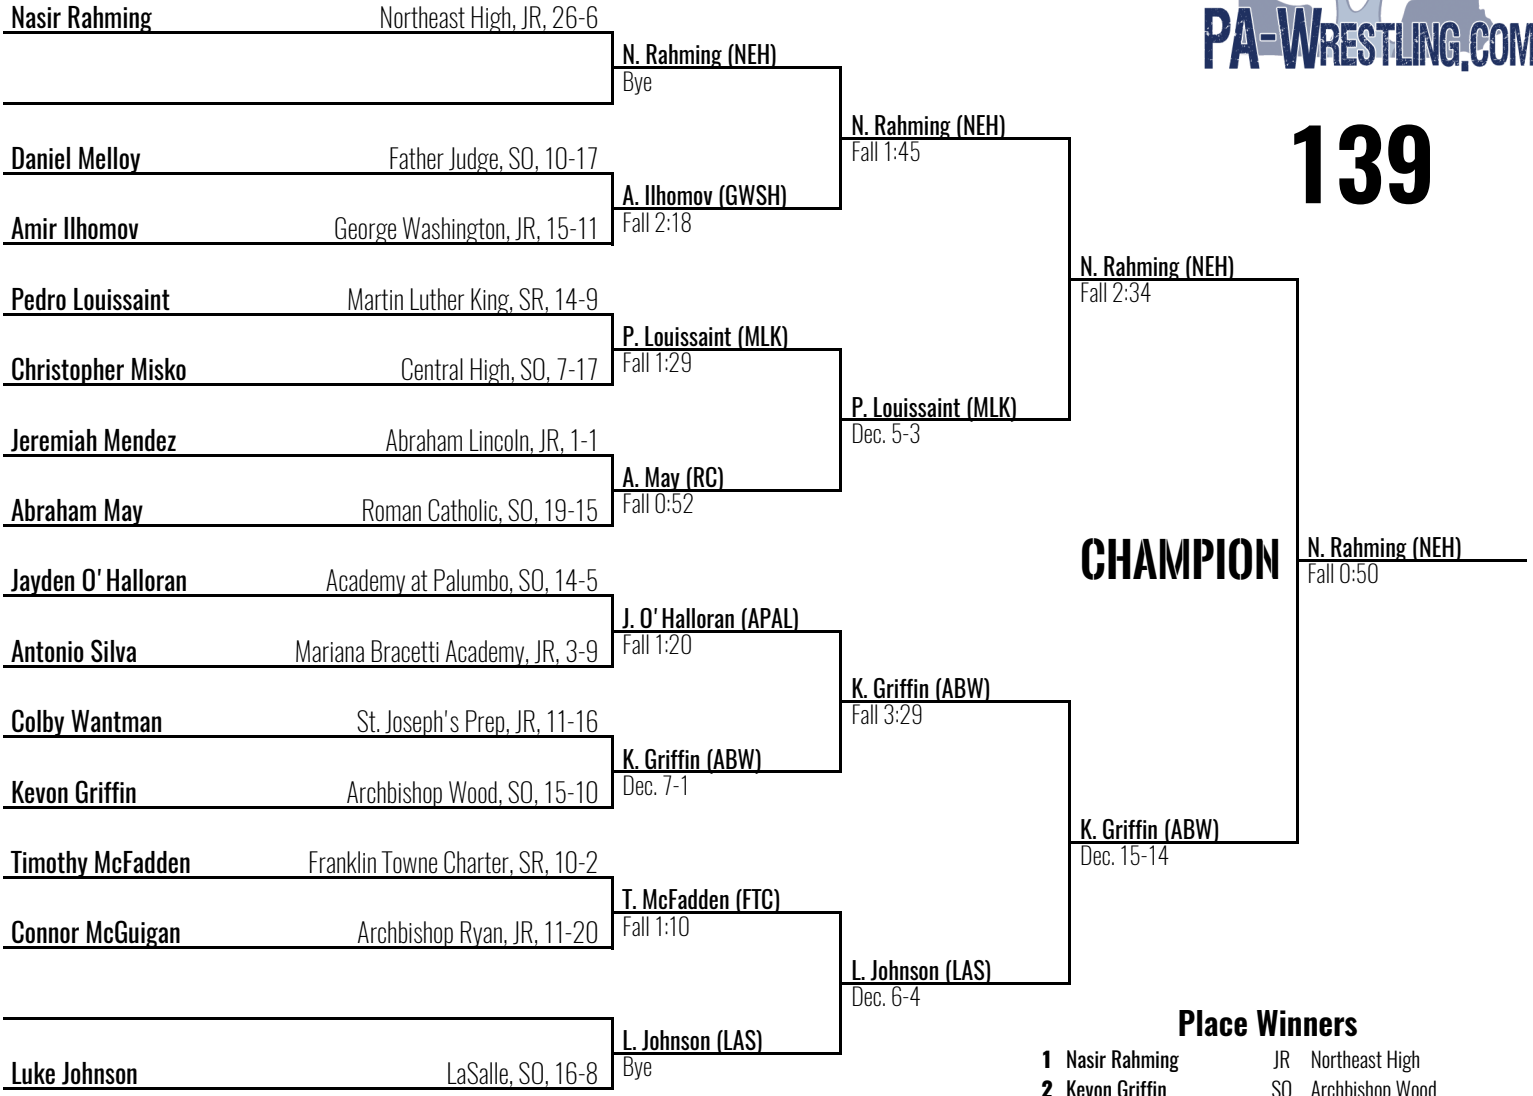 Nasir Rahming Northeast High, JR, 26-6
N. Rahming (NEH)
Bye
Daniel Melloy Father Judge, SO, 10-17
A. Ilhomov (GWSH)
Fall 2:18
Amir Ilhomov George Washington, JR, 15-11
N. Rahming (NEH)
Fall 1:45
Pedro Louissaint Martin Luther King, SR, 14-9
P. Louissaint (MLK)
Fall 1:29
Christopher Misko Central High, SO, 7-17
Jeremiah Mendez Abraham Lincoln, JR, 1-1
A. May (RC)
Fall 0:52
Abraham May Roman Catholic, SO, 19-15
P. Louissaint (MLK)
Dec. 5-3
N. Rahming (NEH)
Fall 2:34
Jayden O'Halloran Academy at Palumbo, SO, 14-5
J. O'Halloran (APAL)
Fall 1:20
Antonio Silva Mariana Bracetti Academy, JR, 3-9
Colby Wantman St. Joseph's Prep, JR, 11-16
K. Griffin (ABW)
Dec. 7-1
Kevon Griffin Archbishop Wood, SO, 15-10
K. Griffin (ABW)
Fall 3:29
Timothy McFadden Franklin Towne Charter, SR, 10-2
T. McFadden (FTC)
Fall 1:10
Connor McGuigan Archbishop Ryan, JR, 11-20
L. Johnson (LAS)
Bye
Luke Johnson LaSalle, SO, 16-8
L. Johnson (LAS)
Dec. 6-4
K. Griffin (ABW)
Dec. 15-14
CHAMPION
N. Rahming (NEH)
Fall 0:50
PA-WRESTLING.COM
139
Place Winners
1 Nasir Rahming JR Northeast High
2 Kevon Griffin SO Archbishop Wood